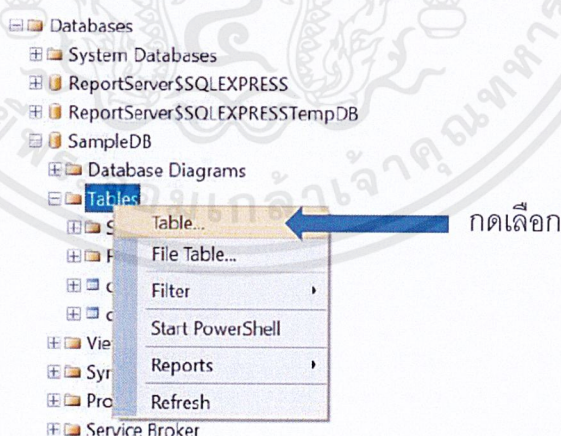 Databases
System Databases
ReportServer$SQLEXPRESS
ReportServer$SQLEXPRESSTempDB
SampleDB
Database Diagrams
Tables
Table...
กดเลือก
File Table...
Filter
Start PowerShell
Reports
Refresh
Service Broker